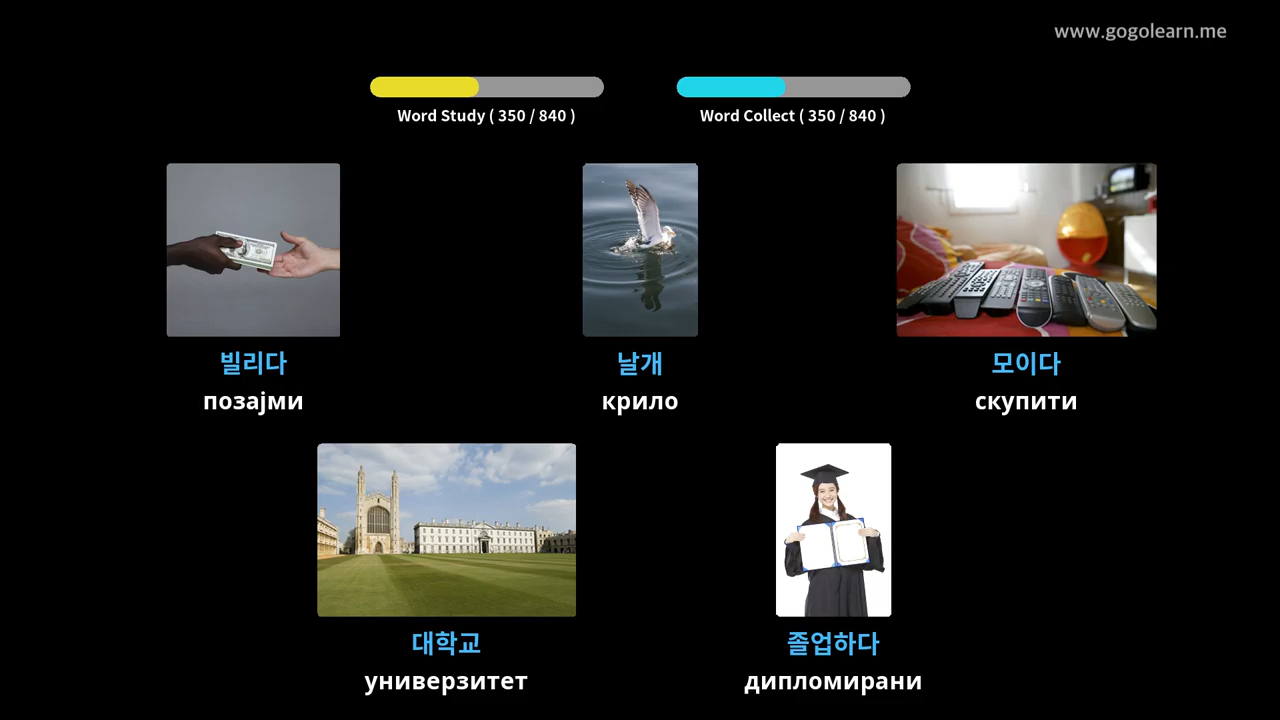 www.gogolearn.me
Word Study ( 350 / 840 )
Word Collect ( 350 / 840 )
빌리다
позајми
날개
крило
모이다
скупити
대학교
универзитет
졸업하다
дипломирани